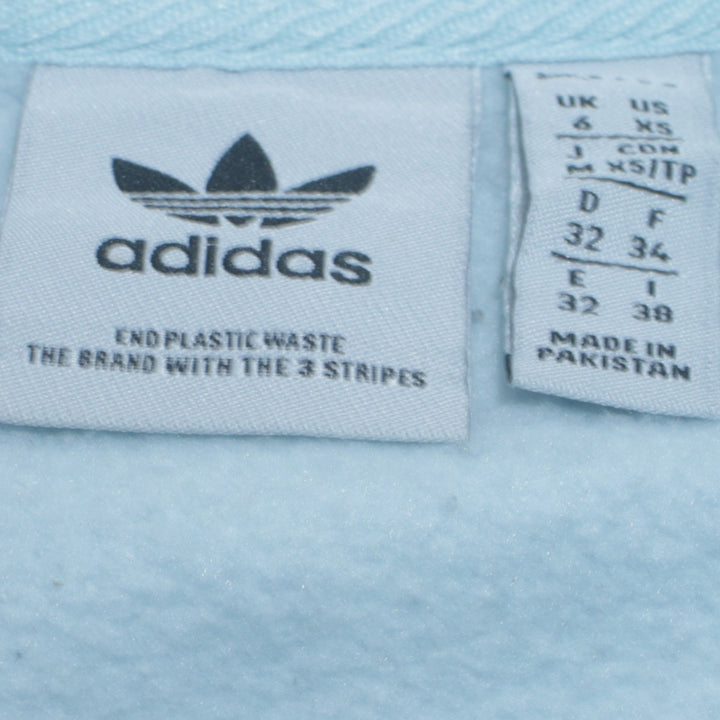 adidas
END PLASTIC WASTE
THE BRAND WITH THE 3 STRIPES
UK US
6 XS
J CDN
M XS/TP
D F
32 34
E I
32 38
MADE IN
PAKISTAN